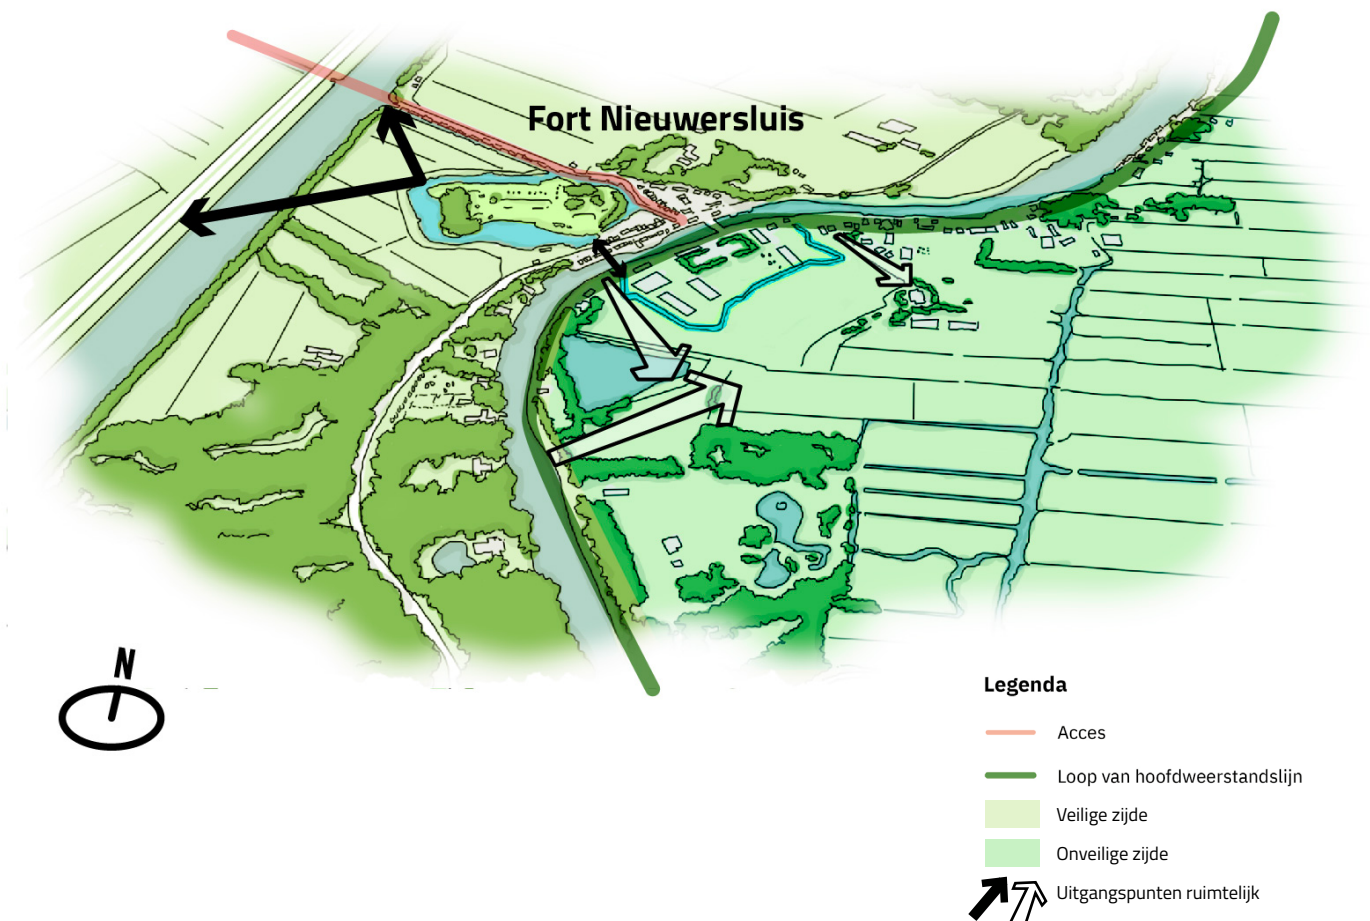 Fort Nieuwersluis
N
Legenda
Acces
Loop van hoofdweerstandslijn
Veilige zijde
Onveilige zijde
Uitgangspunten ruimtelijk